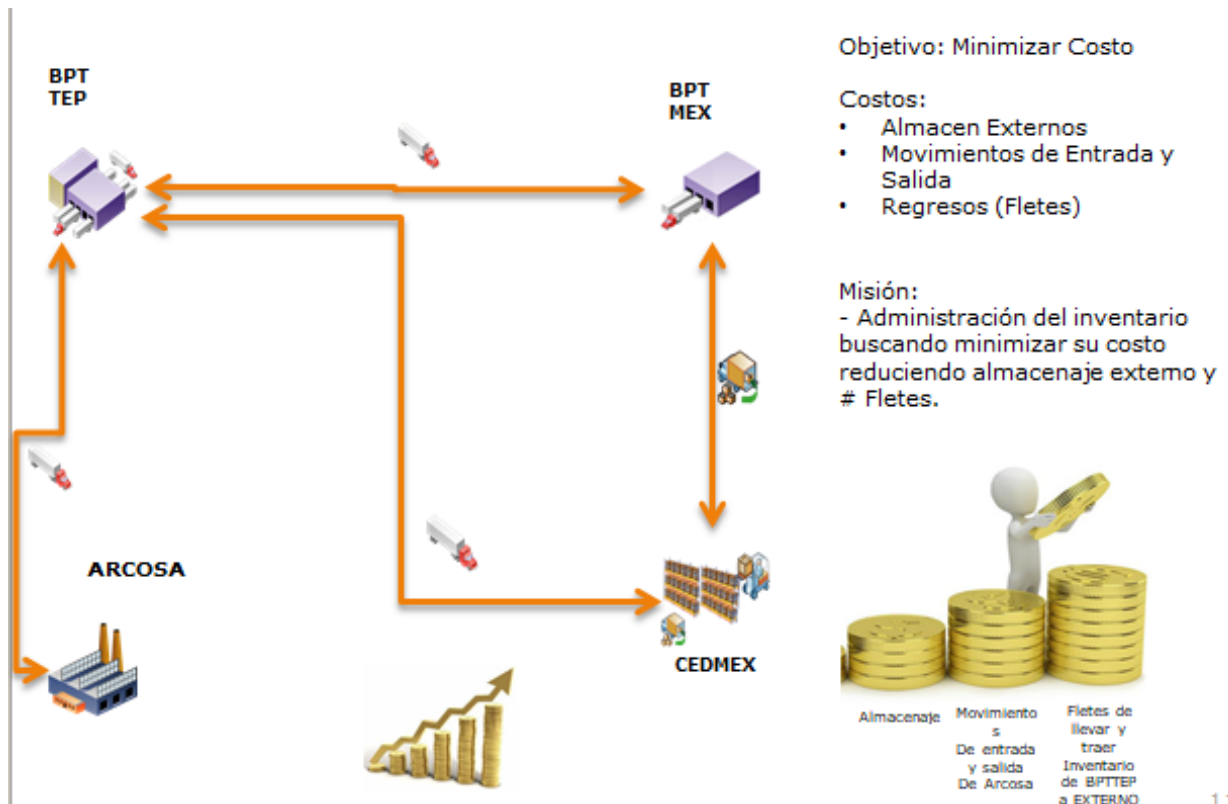 BPT
TEP
BPT
MEX
ARCOSA
CEDMEX
Objetivo: Minimizar Costo
Costos:
• Almacen Externos
• Movimientos de Entrada y
Salida
• Regresos (Fletes)
Misión:
- Administración del inventario
buscando minimizar su costo
reduciendo almacenaje externo y
# Fletes.
Almacenaje
Movimiento
s
De entrada
y salida
De Arcosa
Fletes de
llevar y
traer
Inventario
de BPTTEP
a EXTERNO